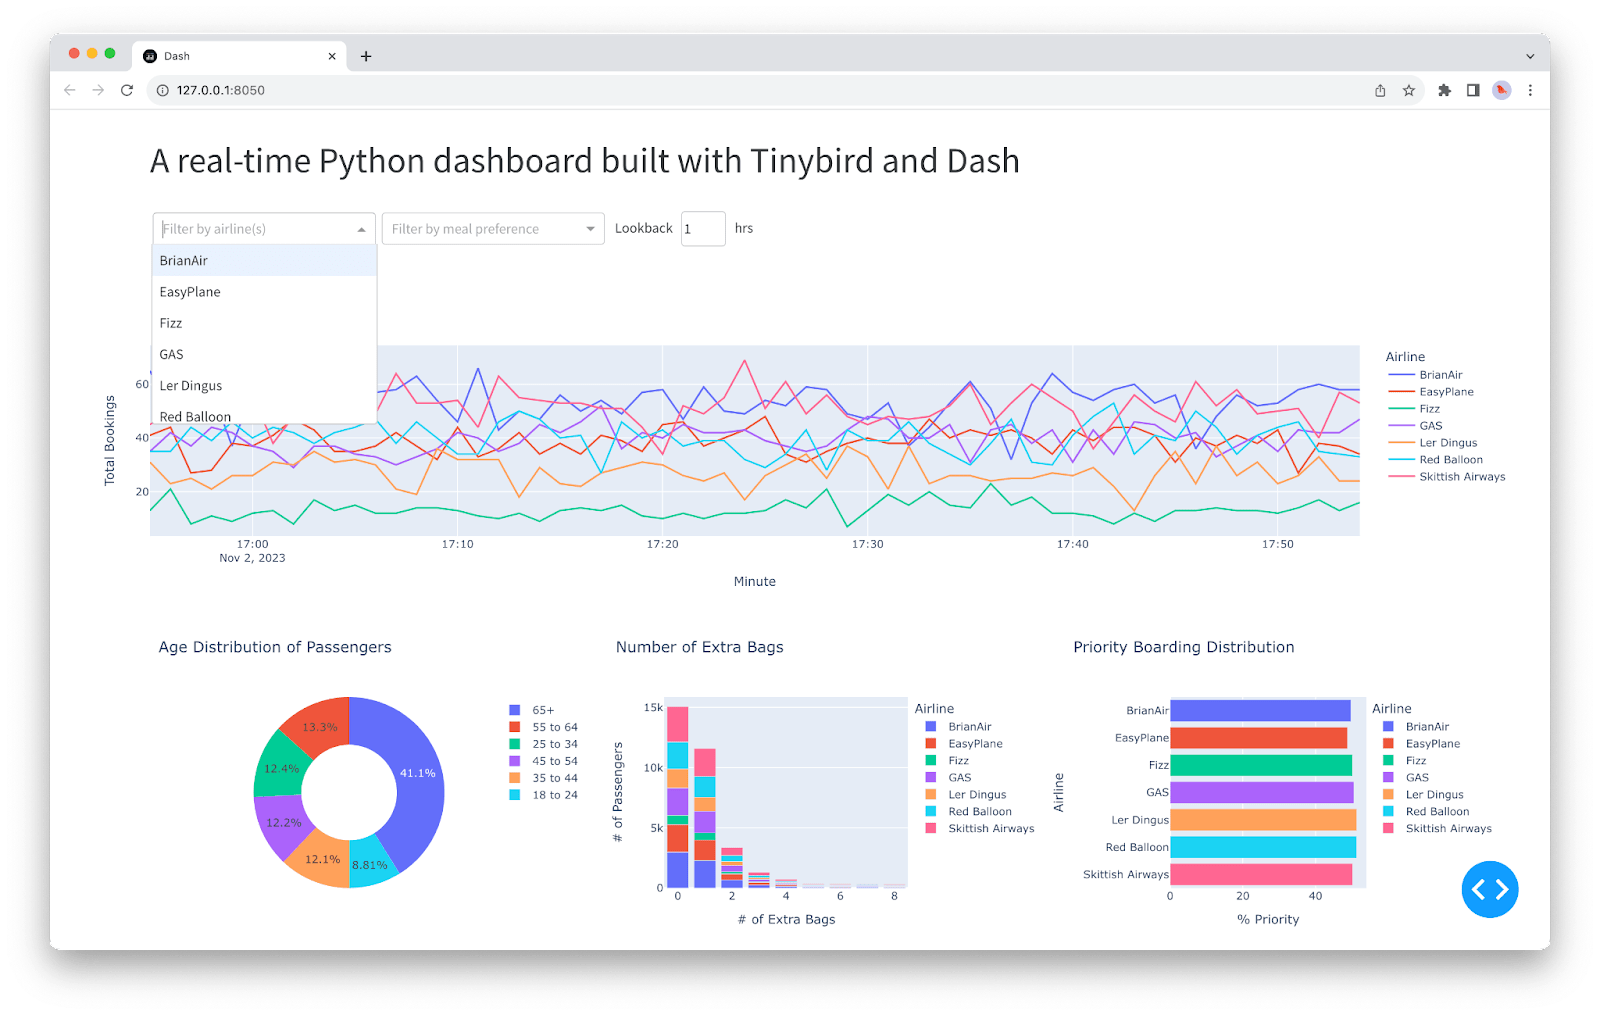 Dash
127.0.0.1:8050
A real-time Python dashboard built with Tinybird and Dash
Filter by airline(s)
Filter by meal preference
Lookback 1 hrs
BrianAir
EasyPlane
Fizz
GAS
Ler Dingus
Red Balloon
Total Bookings
60
40
20
17:00
17:10
17:20
17:30
17:40
17:50
Nov 2, 2023
Minute
Airline
BrianAir
EasyPlane
Fizz
GAS
Ler Dingus
Red Balloon
Skittish Airways
Age Distribution of Passengers
13.3%
41.1%
12.4%
12.2%
12.1%
8.81%
65+
55 to 64
25 to 34
45 to 54
35 to 44
18 to 24
Number of Extra Bags
# of Passengers
15k
10k
5k
0
0
2
4
6
8
# of Extra Bags
Airline
BrianAir
EasyPlane
Fizz
GAS
Ler Dingus
Red Balloon
Skittish Airways
Priority Boarding Distribution
Airline
BrianAir
EasyPlane
Fizz
GAS
Ler Dingus
Red Balloon
Skittish Airways
0
20
40
% Priority
Airline
BrianAir
EasyPlane
Fizz
GAS
Ler Dingus
Red Balloon
Skittish Airways